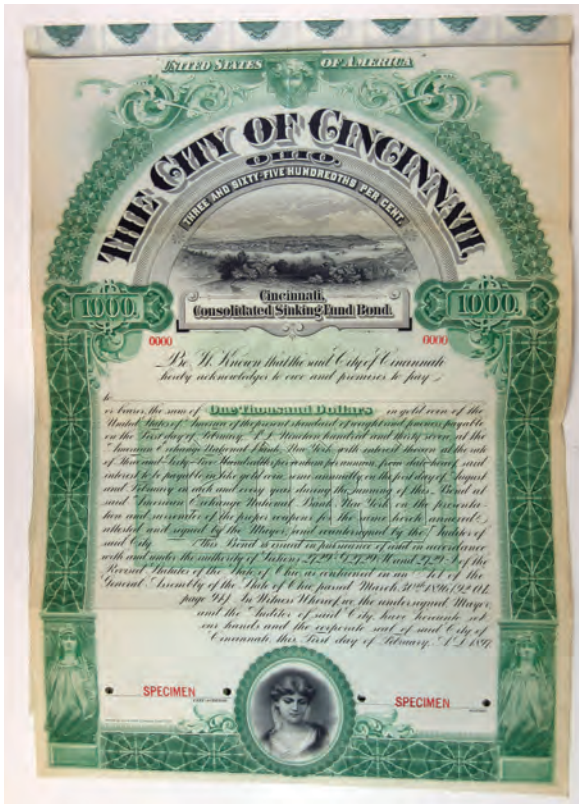 UNITED STATES OF AMERICA
THE CITY OF CINCINNATI,
OHIO.
THREE AND SIXTY-FIVE HUNDREDTHS PER CENT.
Cincinnati,
Consolidated Sinking Fund Bond.
1000. 1000.
0000 0000
Be It Known that the said City of Cincinnati
hereby acknowledges to owe and promises to pay
to
or bearer, the sum of One Thousand Dollars in gold coin of the
United States of America of the present standard of weight and fineness, payable
on the First day of February, A.D. Nineteen hundred and thirty seven at the
American Exchange National Bank, New York, with interest thereon at the rate
of Three and Sixty-Five Hundredths per centum per annum, from date hereof, said
interest to be payable in like gold coin, semi-annually on the first day of August
and February in each and every year during the running of this Bond at
said American Exchange National Bank New York on the presenta-
tion and surrender of the proper coupons for the same hereto annexed
attested and signed by the Mayor, and countersigned by the Auditor of
said City. This Bond is issued in pursuance of and in accordance
with and under the authority of Sections and of the
Revised Statutes of the State of Ohio, as contained in an Act of the
General Assembly of the State of Ohio, passed March 30th 1896, (92 O.L.
page ) In Witness Whereof, we the undersigned Mayor,
and the Auditor of said City, have hereunto set
our hands and the corporate seal of said City of
Cincinnati, this First day of February, A.D. 1897.
SPECIMEN SPECIMEN